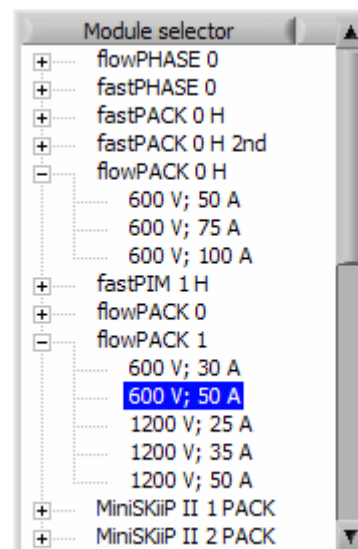 Module selector
flowPHASE 0
fastPHASE 0
fastPACK 0 H
fastPACK 0 H 2nd
flowPACK 0 H
600 V; 50 A
600 V; 75 A
600 V; 100 A
fastPIM 1 H
flowPACK 0
flowPACK 1
600 V; 30 A
600 V; 50 A
1200 V; 25 A
1200 V; 35 A
1200 V; 50 A
MiniSKiiP II 1 PACK
MiniSKiiP II 2 PACK